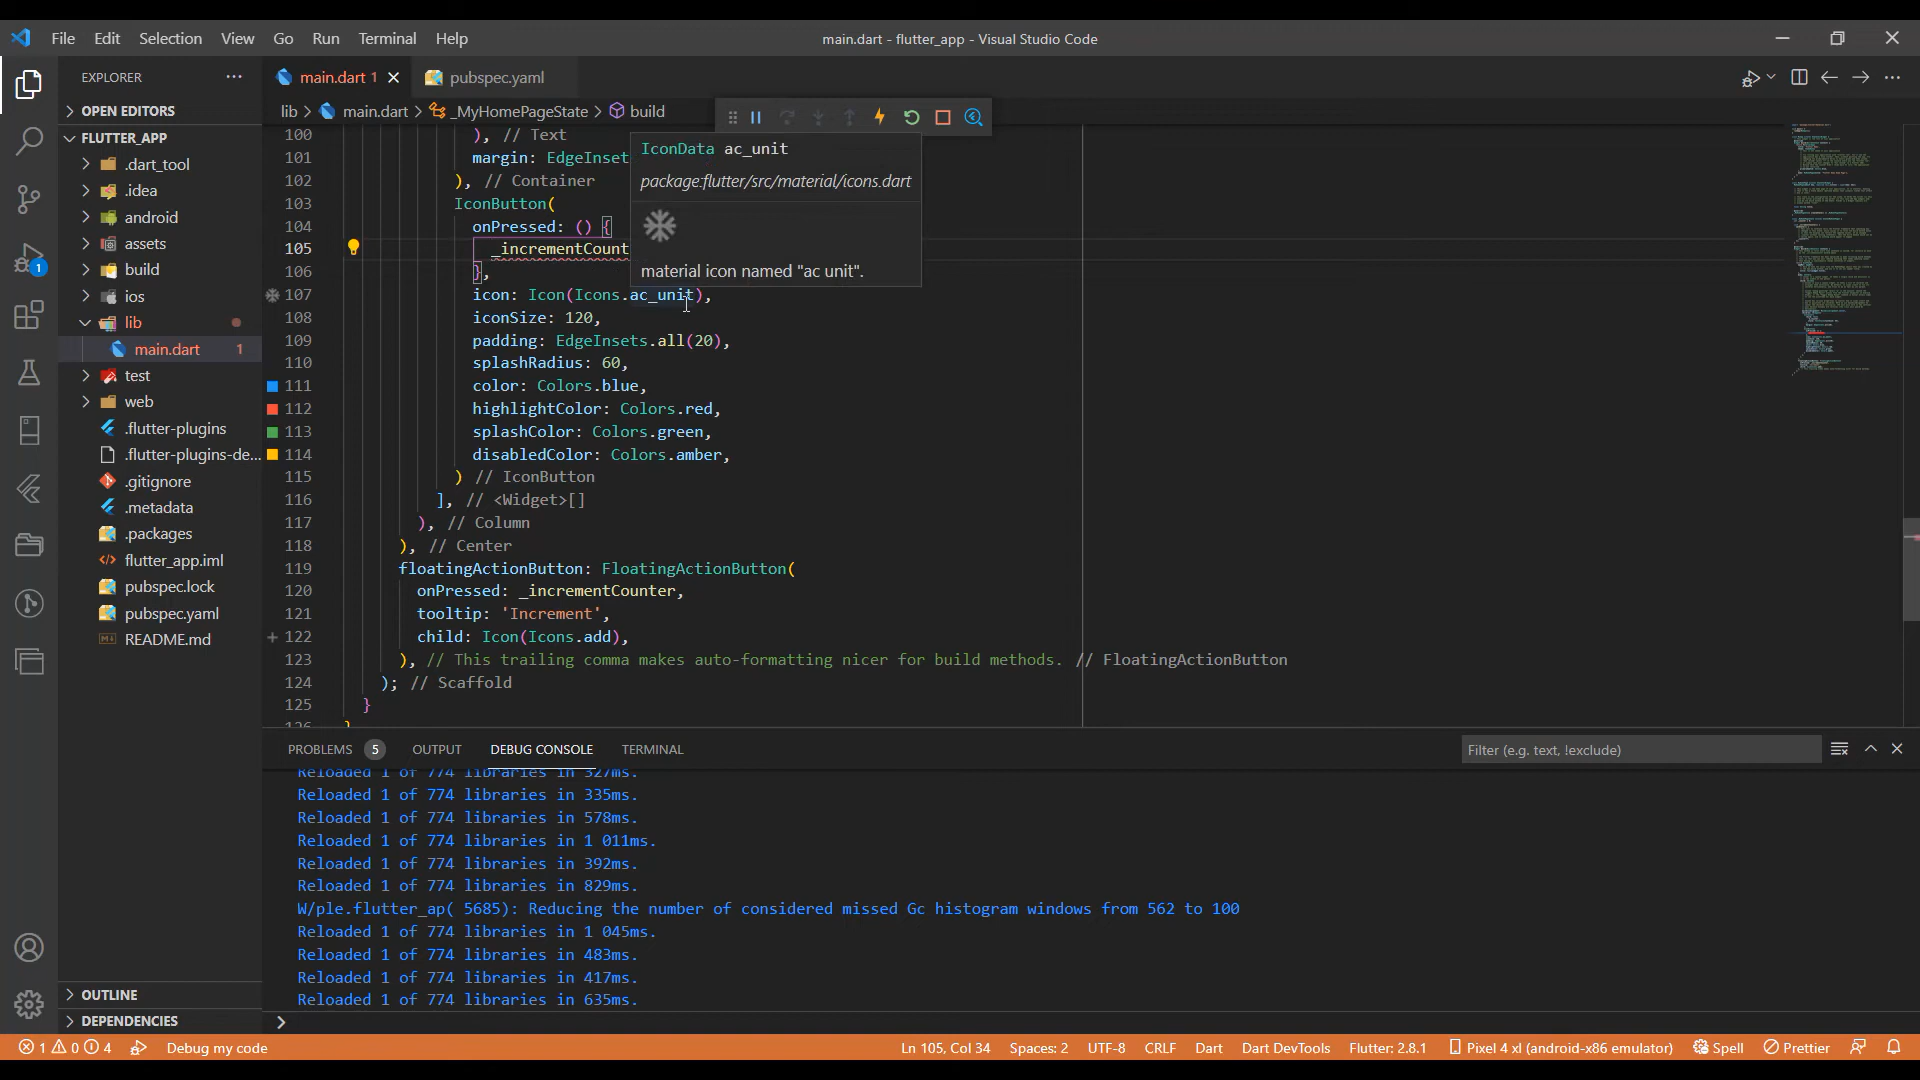 File Edit Selection View Go Run Terminal Help
main.dart - flutter_app - Visual Studio Code
EXPLORER
main.dart 1
pubspec.yaml
OPEN EDITORS
lib > main.dart > _MyHomePageState > build
FLUTTER_APP
.dart_tool
.idea
android
assets
build
ios
lib
main.dart 1
test
web
.flutter-plugins
.flutter-plugins-de...
.gitignore
.metadata
.packages
flutter_app.iml
pubspec.lock
pubspec.yaml
README.md
OUTLINE
DEPENDENCIES
1
100 ), // Text
101 margin: EdgeInsets
102 ), // Container
103 IconButton(
104 onPressed: () {
105 _incrementCount
106 },
107 icon: Icon(Icons.ac_unit),
108 iconSize: 120,
109 padding: EdgeInsets.all(20),
110 splashRadius: 60,
111 color: Colors.blue,
112 highlightColor: Colors.red,
113 splashColor: Colors.green,
114 disabledColor: Colors.amber,
115 ) // IconButton
116 ], // <Widget>[]
117 ), // Column
118 ), // Center
119 floatingActionButton: FloatingActionButton(
120 onPressed: _incrementCounter,
121 tooltip: 'Increment',
122 child: Icon(Icons.add),
123 ), // This trailing comma makes auto-formatting nicer for build methods. // FloatingActionButton
124 ); // Scaffold
125 }
126 }
IconData ac_unit
package:flutter/src/material/icons.dart
material icon named "ac unit".
PROBLEMS 5 OUTPUT DEBUG CONSOLE TERMINAL
Filter (e.g. text, !exclude)
Reloaded 1 of 774 libraries in 327ms.
Reloaded 1 of 774 libraries in 335ms.
Reloaded 1 of 774 libraries in 578ms.
Reloaded 1 of 774 libraries in 1 011ms.
Reloaded 1 of 774 libraries in 392ms.
Reloaded 1 of 774 libraries in 829ms.
W/ple.flutter_ap( 5685): Reducing the number of considered missed Gc histogram windows from 562 to 100
Reloaded 1 of 774 libraries in 1 045ms.
Reloaded 1 of 774 libraries in 483ms.
Reloaded 1 of 774 libraries in 417ms.
Reloaded 1 of 774 libraries in 635ms.
>
1 0 4 Debug my code Ln 105, Col 34 Spaces: 2 UTF-8 CRLF Dart Dart DevTools Flutter: 2.8.1 Pixel 4 xl (android-x86 emulator) Spell Prettier